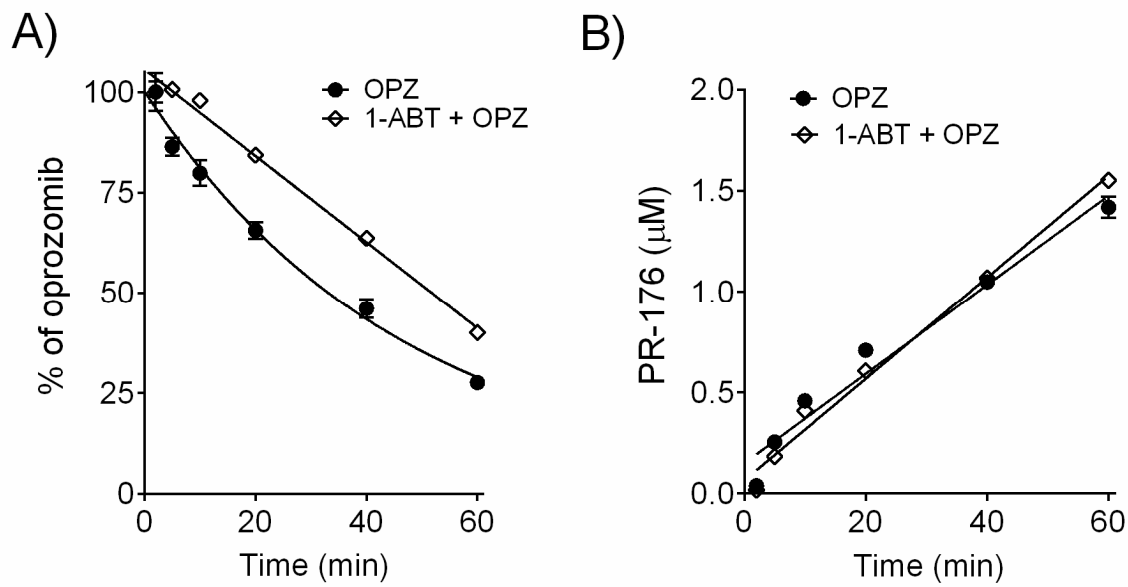 A)
% of oprozomib
100
75
50
25
0
0 20 40 60
Time (min)
OPZ
1-ABT + OPZ
B)
PR-176 (μM)
2.0
1.5
1.0
0.5
0.0
0 20 40 60
Time (min)
OPZ
1-ABT + OPZ